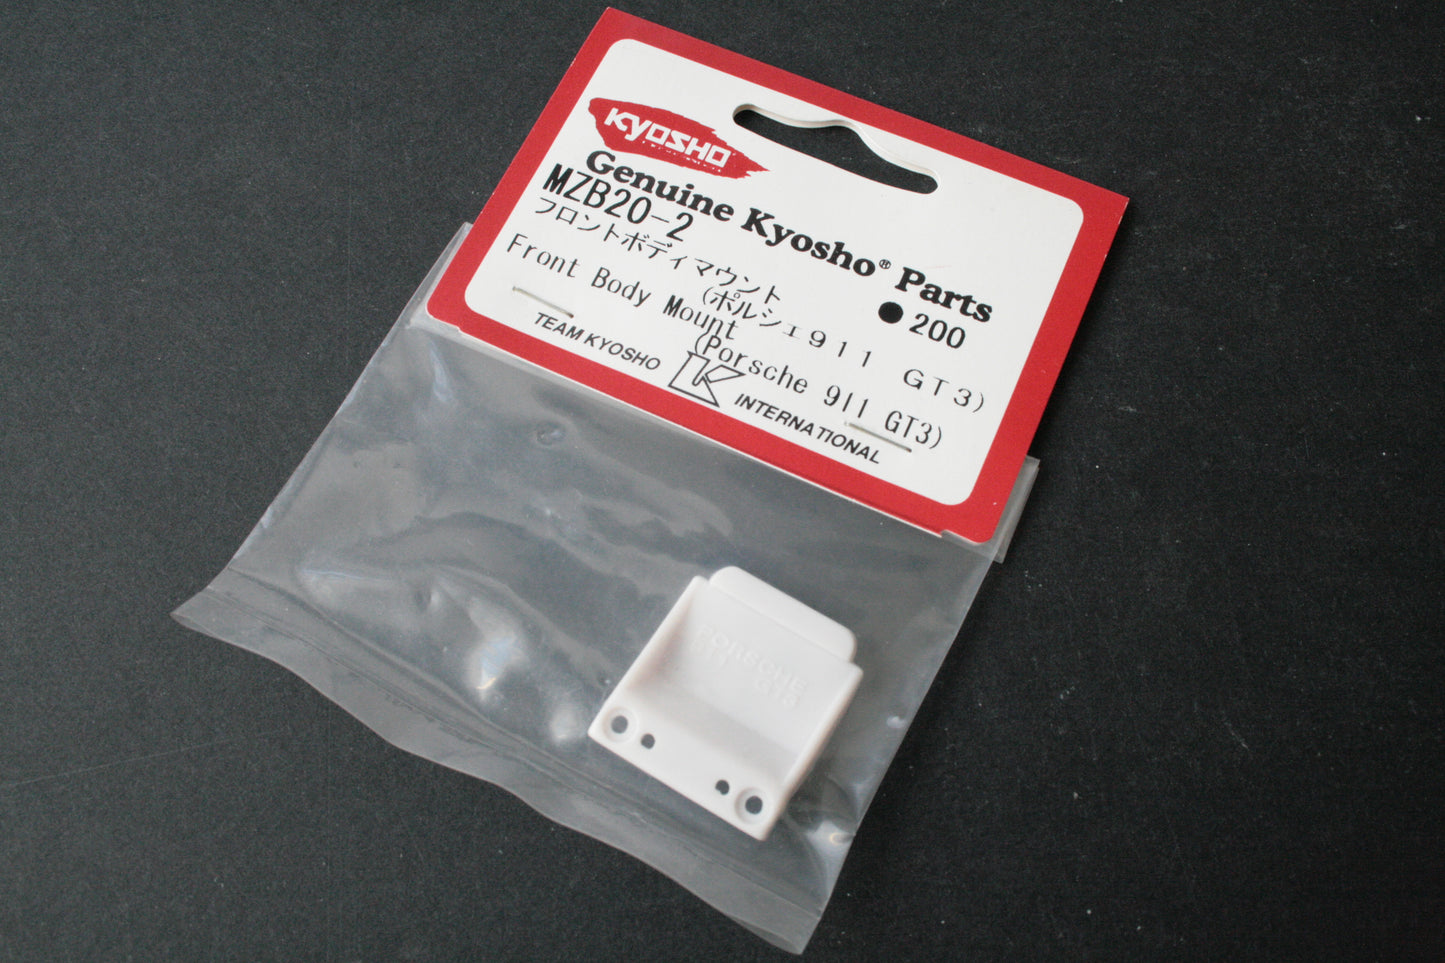 KYOSHO
Genuine Kyosho® Parts
MZB20-2
●200
フロントボディマウント
(ポルシェ911 GT3)
Front Body Mount
(Porsche 911 GT3)
TEAM KYOSHO
K
INTERNATIONAL
PORSCHE
911 GT3